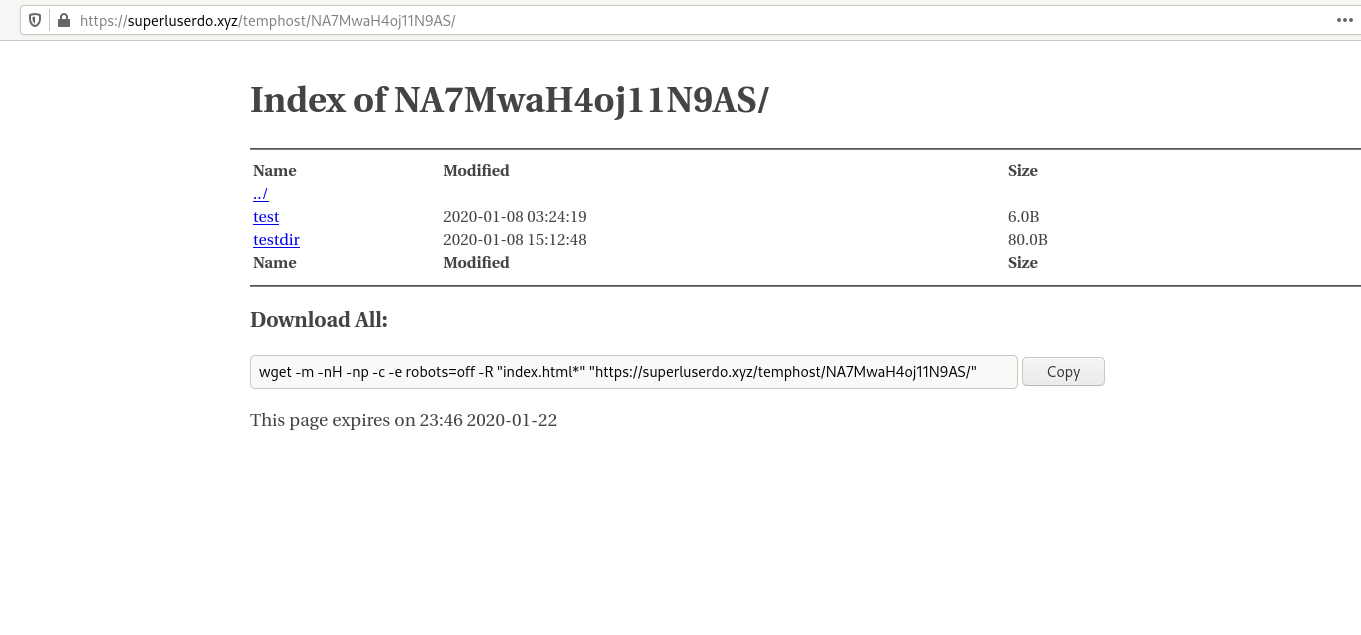 https://superluserdo.xyz/temphost/NA7MwaH4oj11N9AS/
Index of NA7MwaH4oj11N9AS/
Name Modified Size
../
test 2020-01-08 03:24:19 6.0B
testdir 2020-01-08 15:12:48 80.0B
Name Modified Size
Download All:
wget -m -nH -np -c -e robots=off -R "index.html*" "https://superluserdo.xyz/temphost/NA7MwaH4oj11N9AS/" Copy
This page expires on 23:46 2020-01-22